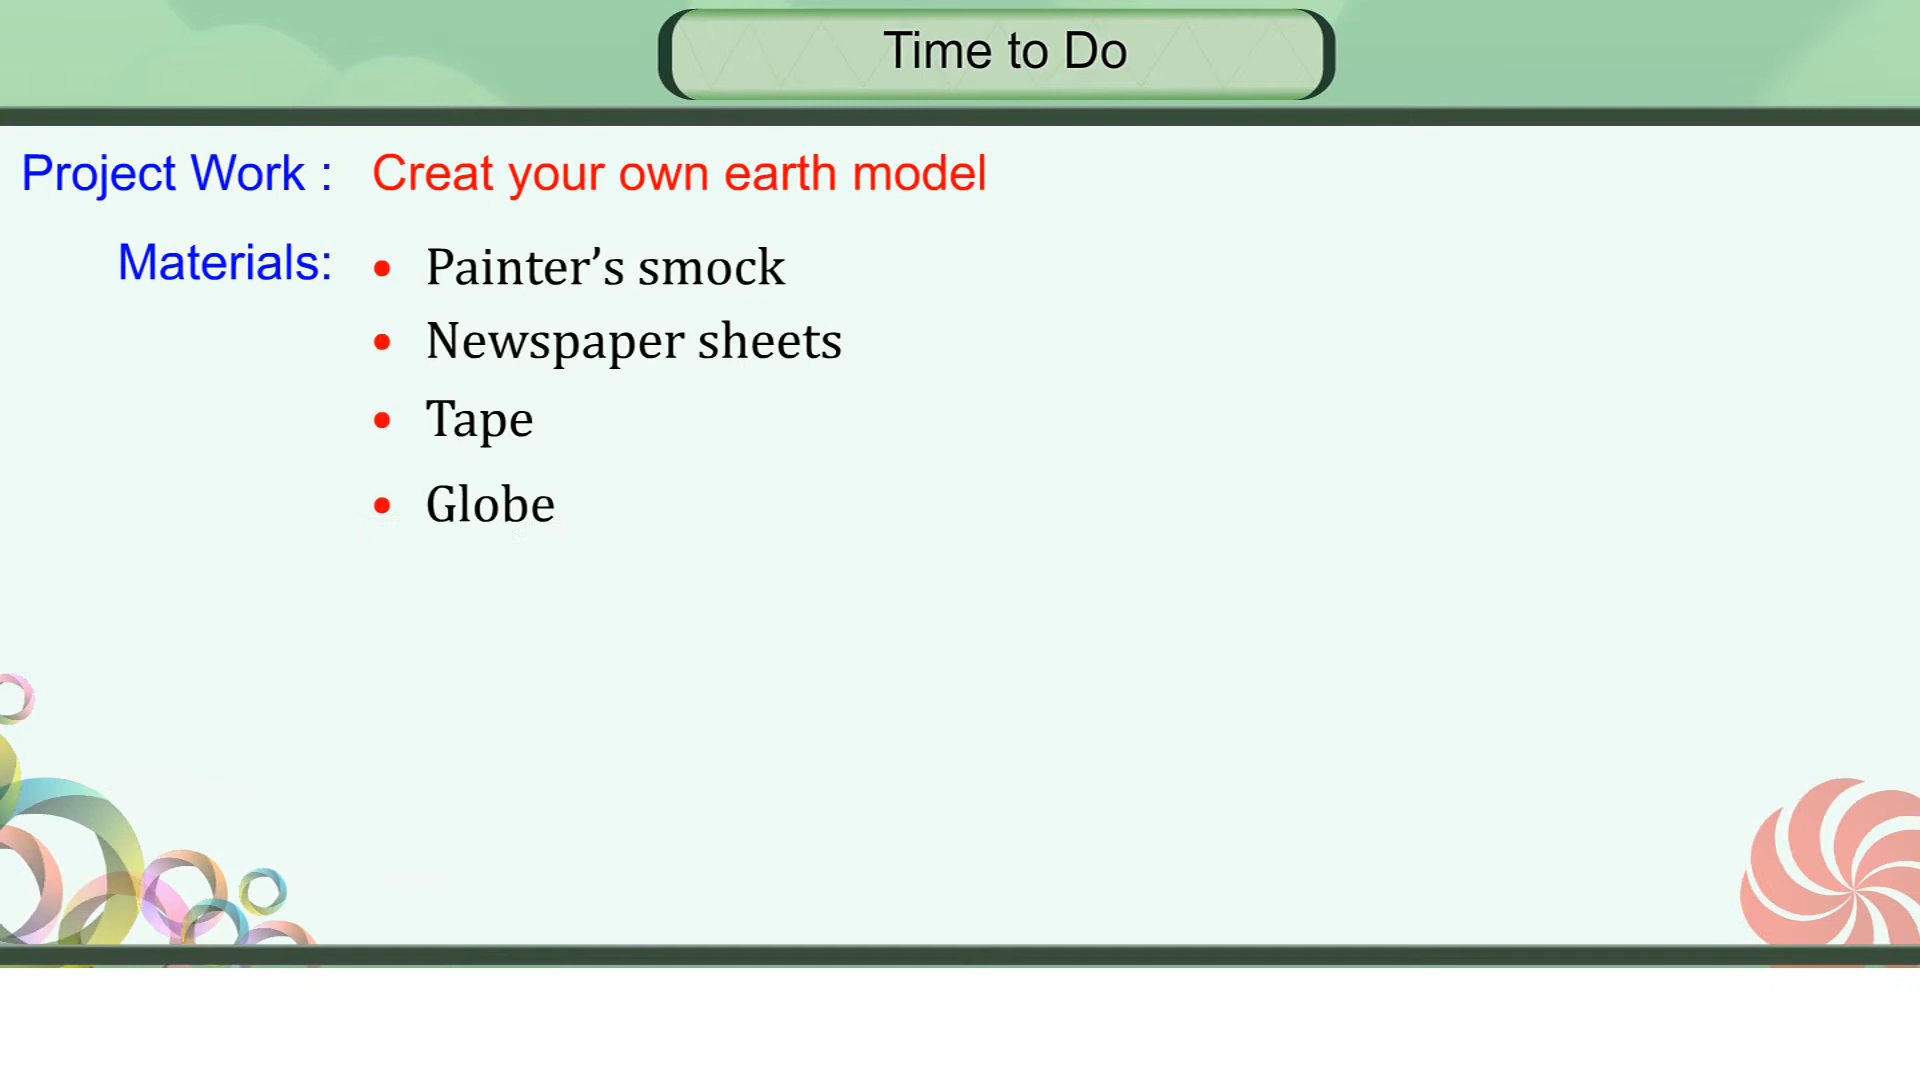 Time to Do
Project Work : Creat your own earth model
Materials: • Painter’s smock
• Newspaper sheets
• Tape
• Globe